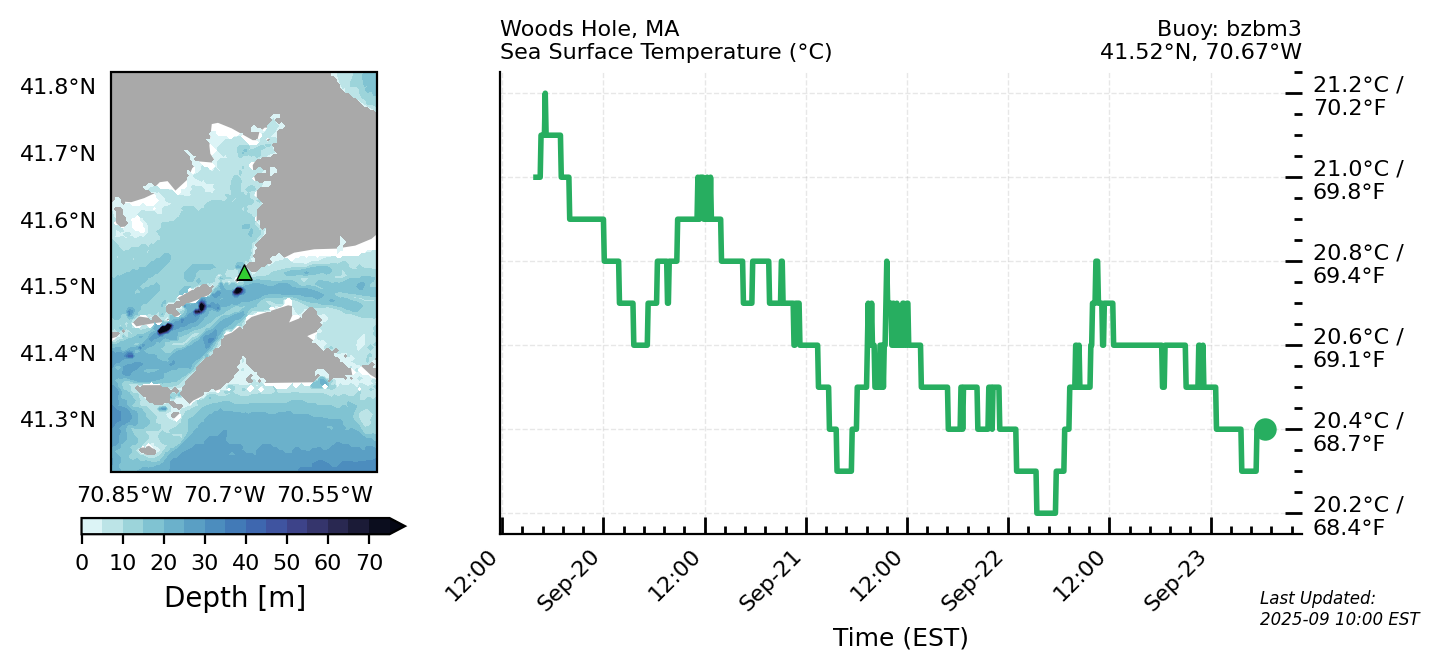 Woods Hole, MA
Sea Surface Temperature (°C)
Buoy: bzbm3
41.52°N, 70.67°W
41.8°N
41.7°N
41.6°N
41.5°N
41.4°N
41.3°N
70.85°W 70.7°W 70.55°W
0 10 20 30 40 50 60 70
Depth [m]
21.2°C /
70.2°F
21.0°C /
69.8°F
20.8°C /
69.4°F
20.6°C /
69.1°F
20.4°C /
68.7°F
20.2°C /
68.4°F
12:00
Sep-20
12:00
Sep-21
12:00
Sep-22
12:00
Sep-23
Time (EST)
Last Updated:
2025-09 10:00 EST